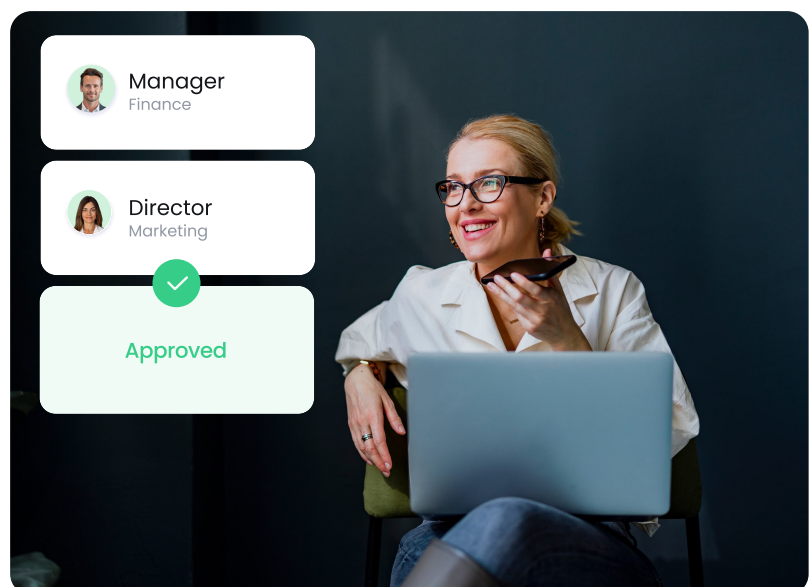 Manager
Finance
Director
Marketing
Approved